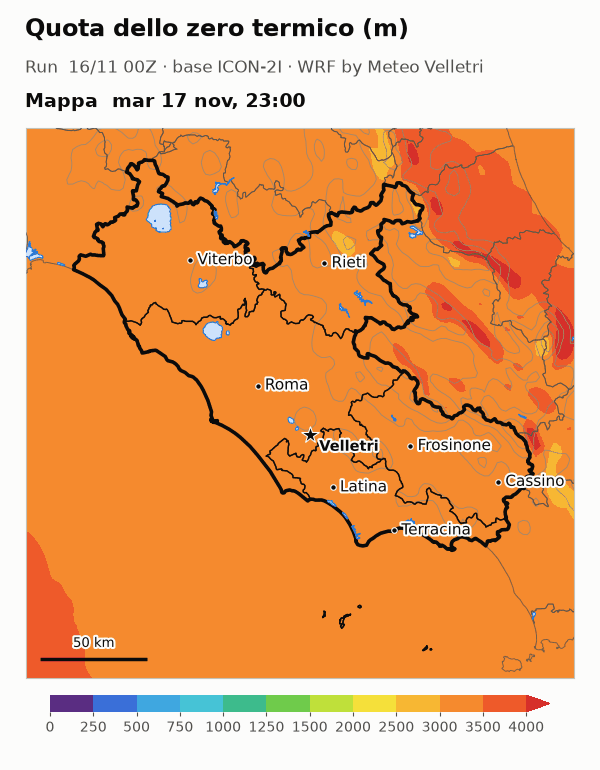 Quota dello zero termico (m)
Run  16/11 00Z · base ICON-2I · WRF by Meteo Velletri
Mappa  mar 17 nov, 23:00
Viterbo
Rieti
Roma
Velletri
Frosinone
Cassino
Latina
Terracina
50 km
0 250 500 750 1000 1250 1500 2000 2500 3000 3500 4000